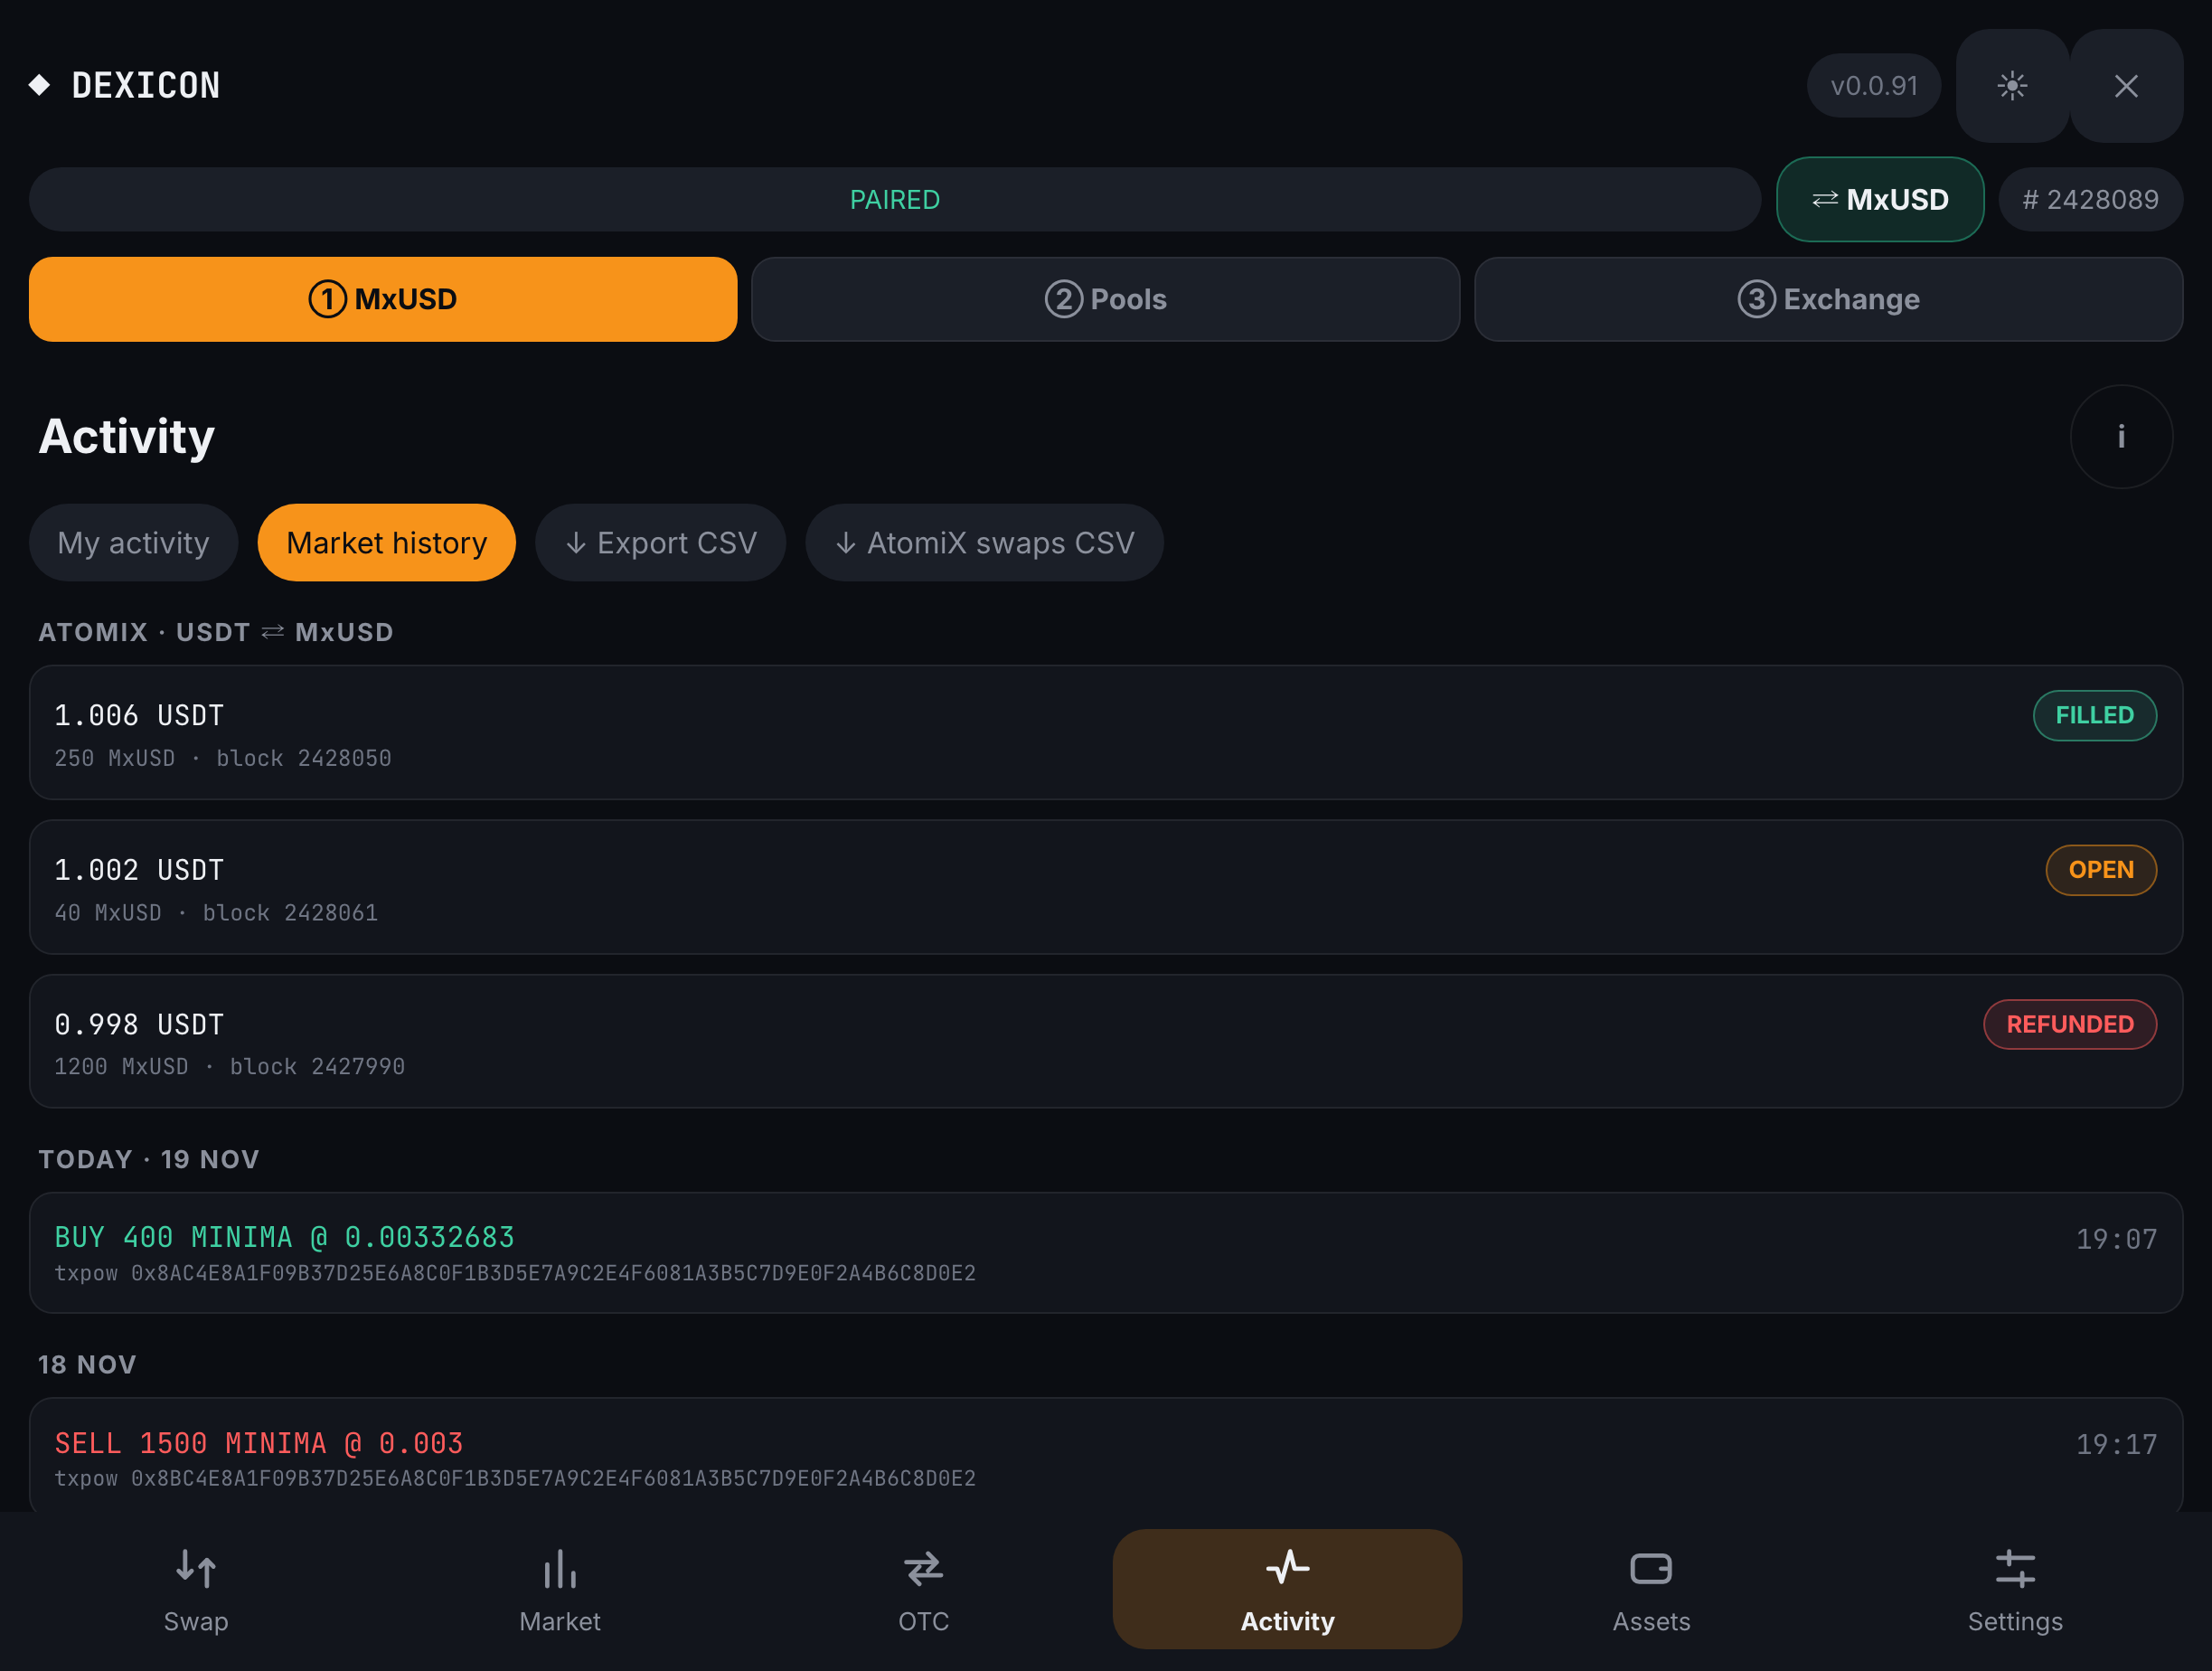 ◆ DEXICON
v0.0.91
PAIRED
⇄ MxUSD
# 2428089
① MxUSD
② Pools
③ Exchange
Activity
i
My activity
Market history
↓ Export CSV
↓ AtomiX swaps CSV
ATOMIX · USDT ⇄ MxUSD
1.006 USDT
FILLED
250 MxUSD · block 2428050
1.002 USDT
OPEN
40 MxUSD · block 2428061
0.998 USDT
REFUNDED
1200 MxUSD · block 2427990
TODAY · 19 NOV
BUY 400 MINIMA @ 0.00332683
19:07
txpow 0x8AC4E8A1F09B37D25E6A8C0F1B3D5E7A9C2E4F6081A3B5C7D9E0F2A4B6C8D0E2
18 NOV
SELL 1500 MINIMA @ 0.003
19:17
txpow 0x8BC4E8A1F09B37D25E6A8C0F1B3D5E7A9C2E4F6081A3B5C7D9E0F2A4B6C8D0E2
Swap
Market
OTC
Activity
Assets
Settings